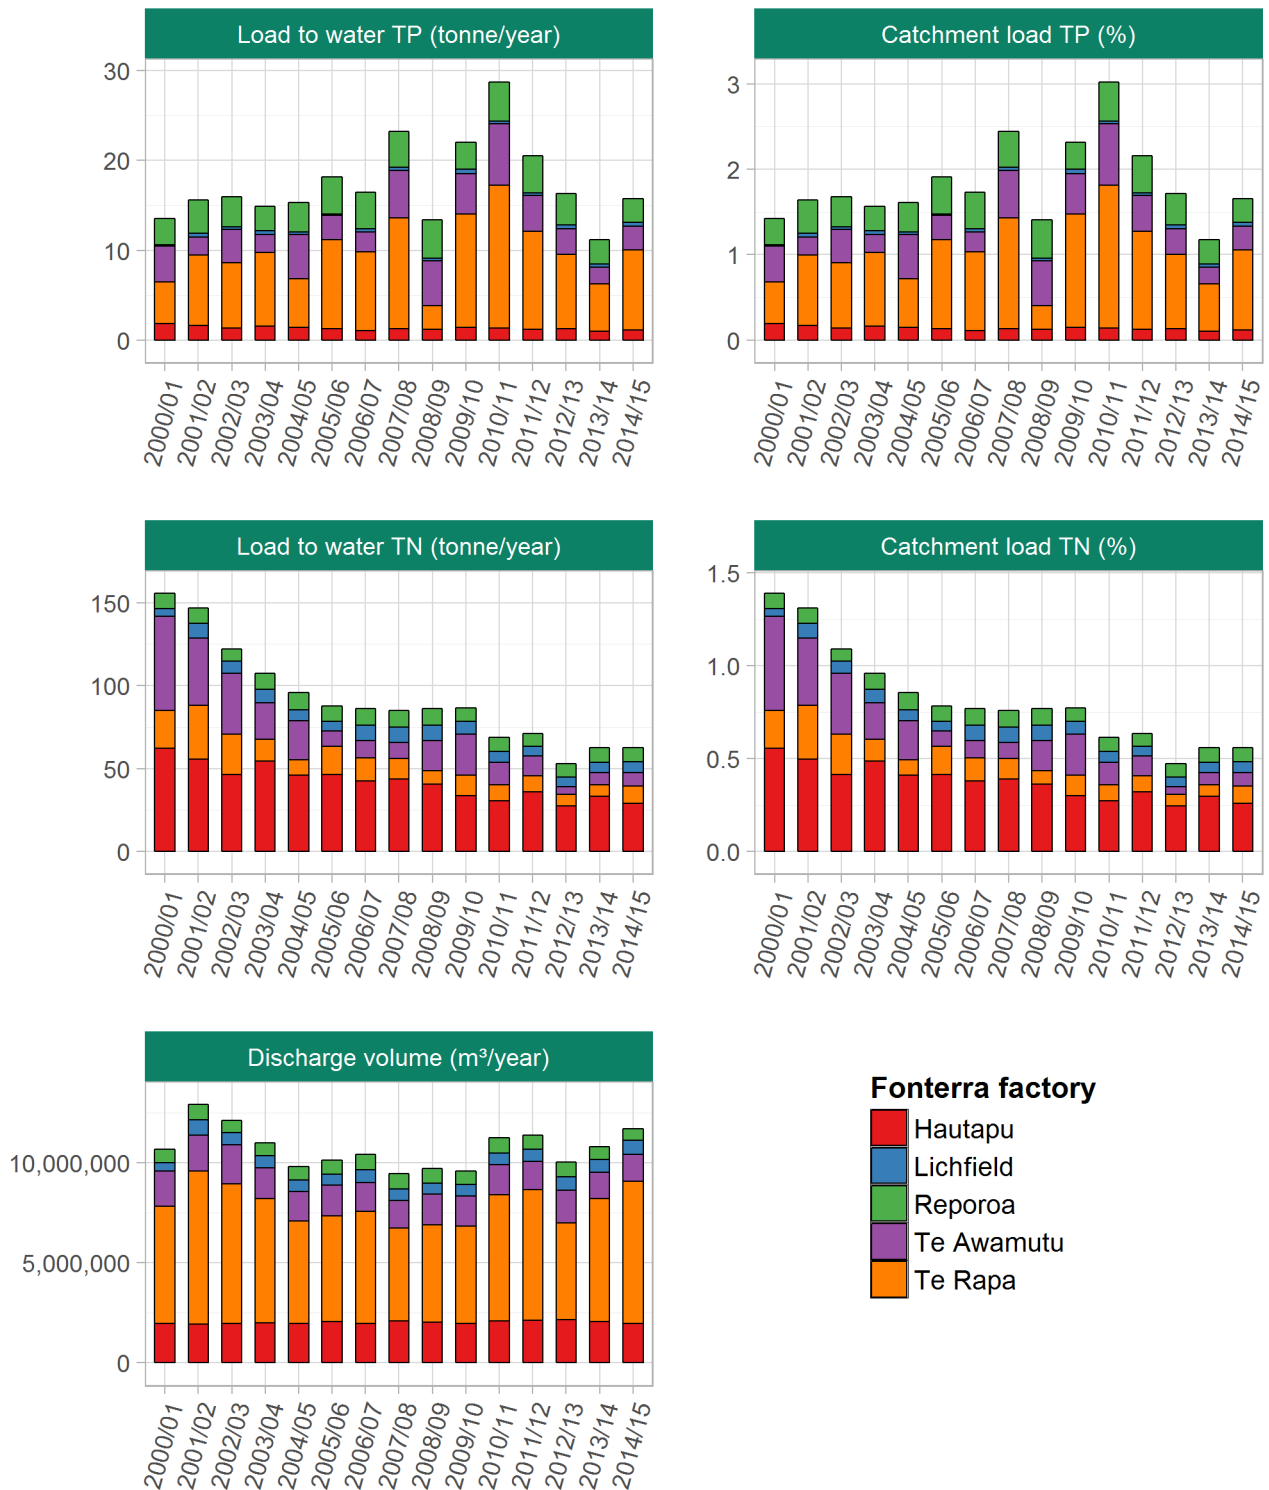 Load to water TP (tonne/year)
30
20
10
0
2000/01 2001/02 2002/03 2003/04 2004/05 2005/06 2006/07 2007/08 2008/09 2009/10 2010/11 2011/12 2012/13 2013/14 2014/15
Catchment load TP (%)
3
2
1
0
2000/01 2001/02 2002/03 2003/04 2004/05 2005/06 2006/07 2007/08 2008/09 2009/10 2010/11 2011/12 2012/13 2013/14 2014/15
Load to water TN (tonne/year)
150
100
50
0
2000/01 2001/02 2002/03 2003/04 2004/05 2005/06 2006/07 2007/08 2008/09 2009/10 2010/11 2011/12 2012/13 2013/14 2014/15
Catchment load TN (%)
1.5
1.0
0.5
0.0
2000/01 2001/02 2002/03 2003/04 2004/05 2005/06 2006/07 2007/08 2008/09 2009/10 2010/11 2011/12 2012/13 2013/14 2014/15
Discharge volume (m³/year)
10,000,000
5,000,000
0
2000/01 2001/02 2002/03 2003/04 2004/05 2005/06 2006/07 2007/08 2008/09 2009/10 2010/11 2011/12 2012/13 2013/14 2014/15
Fonterra factory
Hautapu
Lichfield
Reporoa
Te Awamutu
Te Rapa